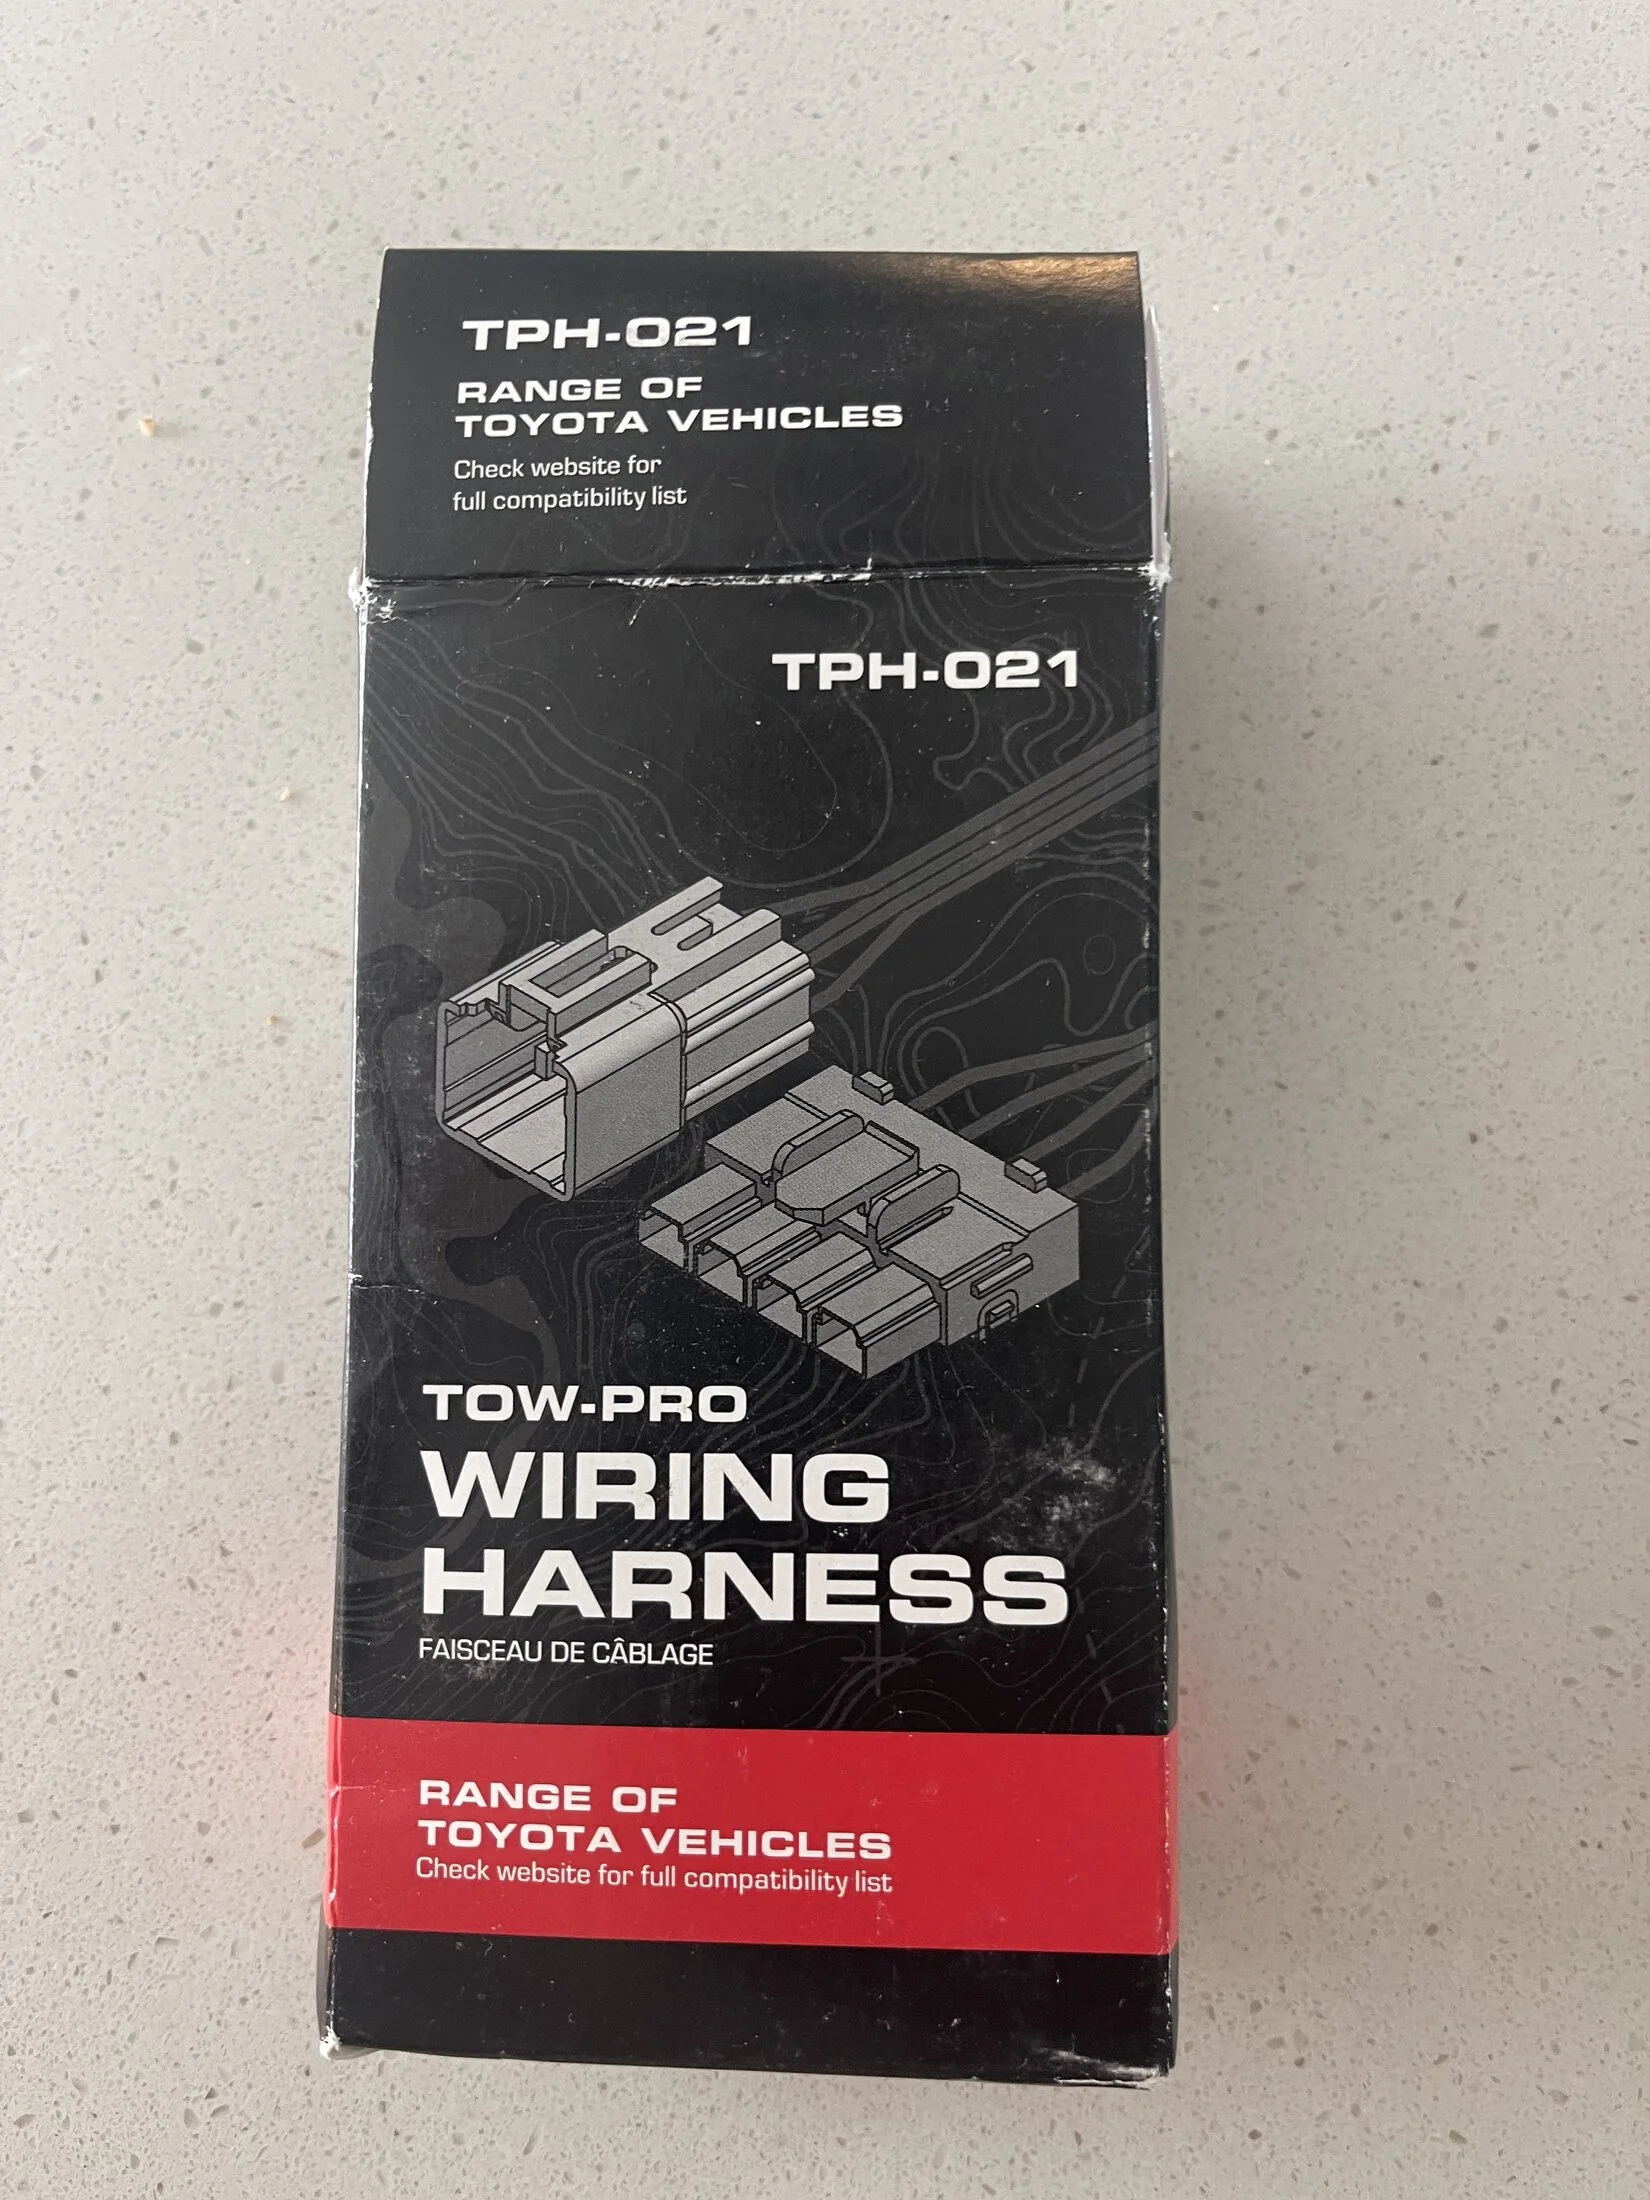 TPH-021
RANGE OF
TOYOTA VEHICLES
Check website for
full compatibility list
TPH-021
TOW-PRO
WIRING
HARNESS
FAISCEAU DE CÂBLAGE
RANGE OF
TOYOTA VEHICLES
Check website for full compatibility list